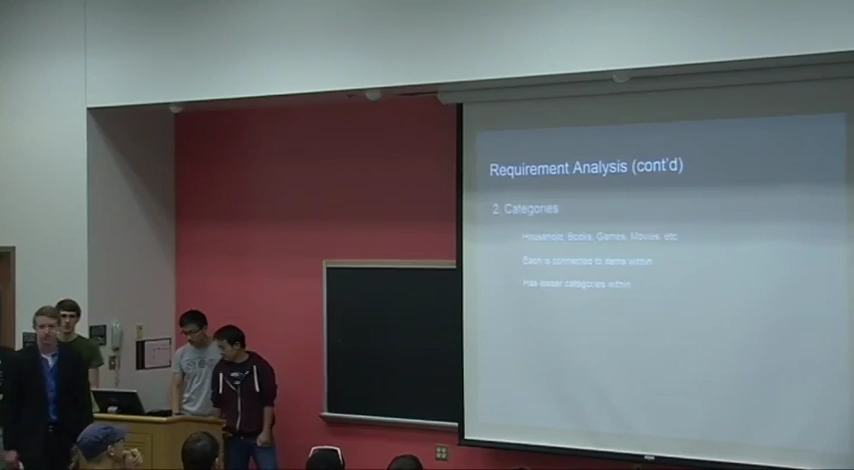 Requirement Analysis (cont'd)
2. Categories
Household, Books, Games, Movies, etc
Each is connected to items within
Has lesser categories within